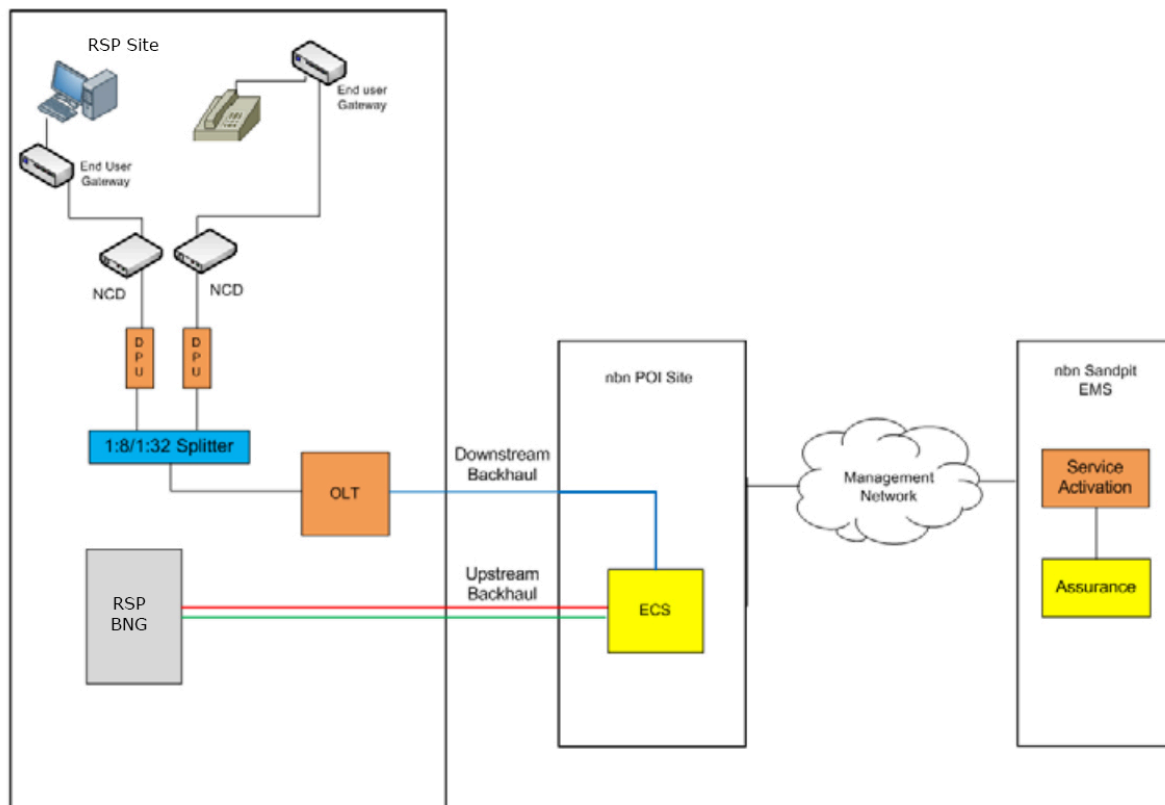 RSP Site
End user
Gateway
End User
Gateway
NCD
NCD
D
P
U
D
P
U
1:8/1:32 Splitter
OLT
Downstream
Backhaul
RSP
BNG
Upstream
Backhaul
nbn POI Site
ECS
Management
Network
nbn Sandpit
EMS
Service
Activation
Assurance